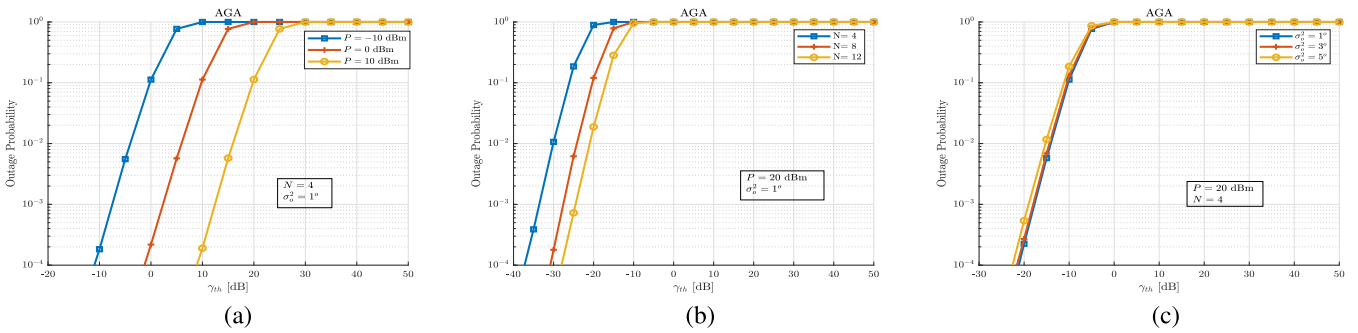 AGA
Outage Probability
10^0
10^-1
10^-2
10^-3
10^-4
P = −10 dBm
P = 0 dBm
P = 10 dBm
N = 4
σ_o^2 = 1^o
-20 -10 0 10 20 30 40 50
γ_th [dB]
(a)
AGA
Outage Probability
10^0
10^-1
10^-2
10^-3
10^-4
N= 4
N= 8
N= 12
P = 20 dBm
σ_o^2 = 1^o
-40 -30 -20 -10 0 10 20 30 40 50
γ_th [dB]
(b)
AGA
Outage Probability
10^0
10^-1
10^-2
10^-3
10^-4
σ_o^2 = 1^o
σ_o^2 = 3^o
σ_o^2 = 5^o
P = 20 dBm
N = 4
-30 -20 -10 0 10 20 30 40 50
γ_th [dB]
(c)